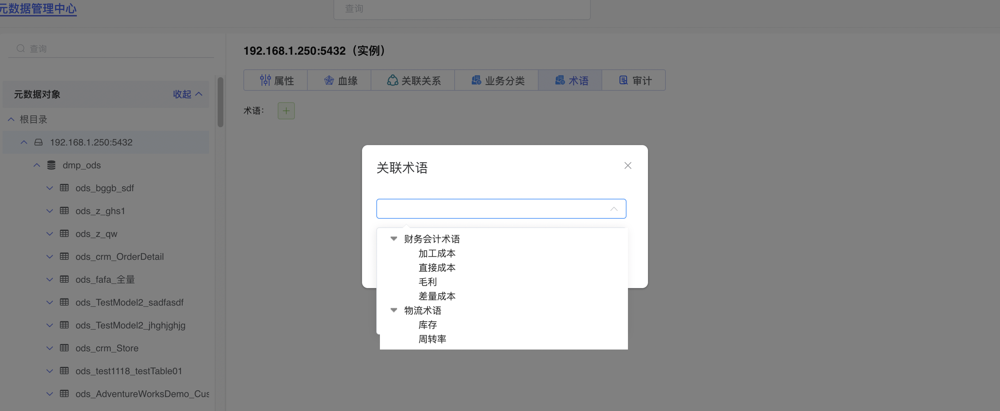 元数据管理中心
查询
查询
元数据对象
收起
根目录
192.168.1.250:5432
dmp_ods
ods_bggb_sdf
ods_z_ghs1
ods_z_qw
ods_crm_OrderDetail
ods_fafa_全量
ods_TestModel2_sadfasdf
ods_TestModel2_jhghjghjg
ods_crm_Store
ods_test1118_testTable01
ods_AdventureWorksDemo_Cus
192.168.1.250:5432（实例）
属性 血缘 关联关系 业务分类 术语 审计
术语：
关联术语
财务会计术语
加工成本
直接成本
毛利
差量成本
物流术语
库存
周转率